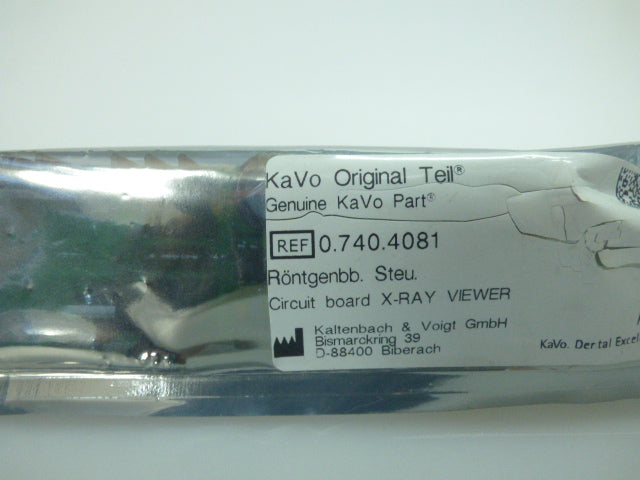 KaVo Original Teil®
Genuine KaVo Part®
REF 0.740.4081
Röntgenbb. Steu.
Circuit board X-RAY VIEWER
Kaltenbach & Voigt GmbH
Bismarckring 39
D-88400 Biberach
KaVo. Dental Excel